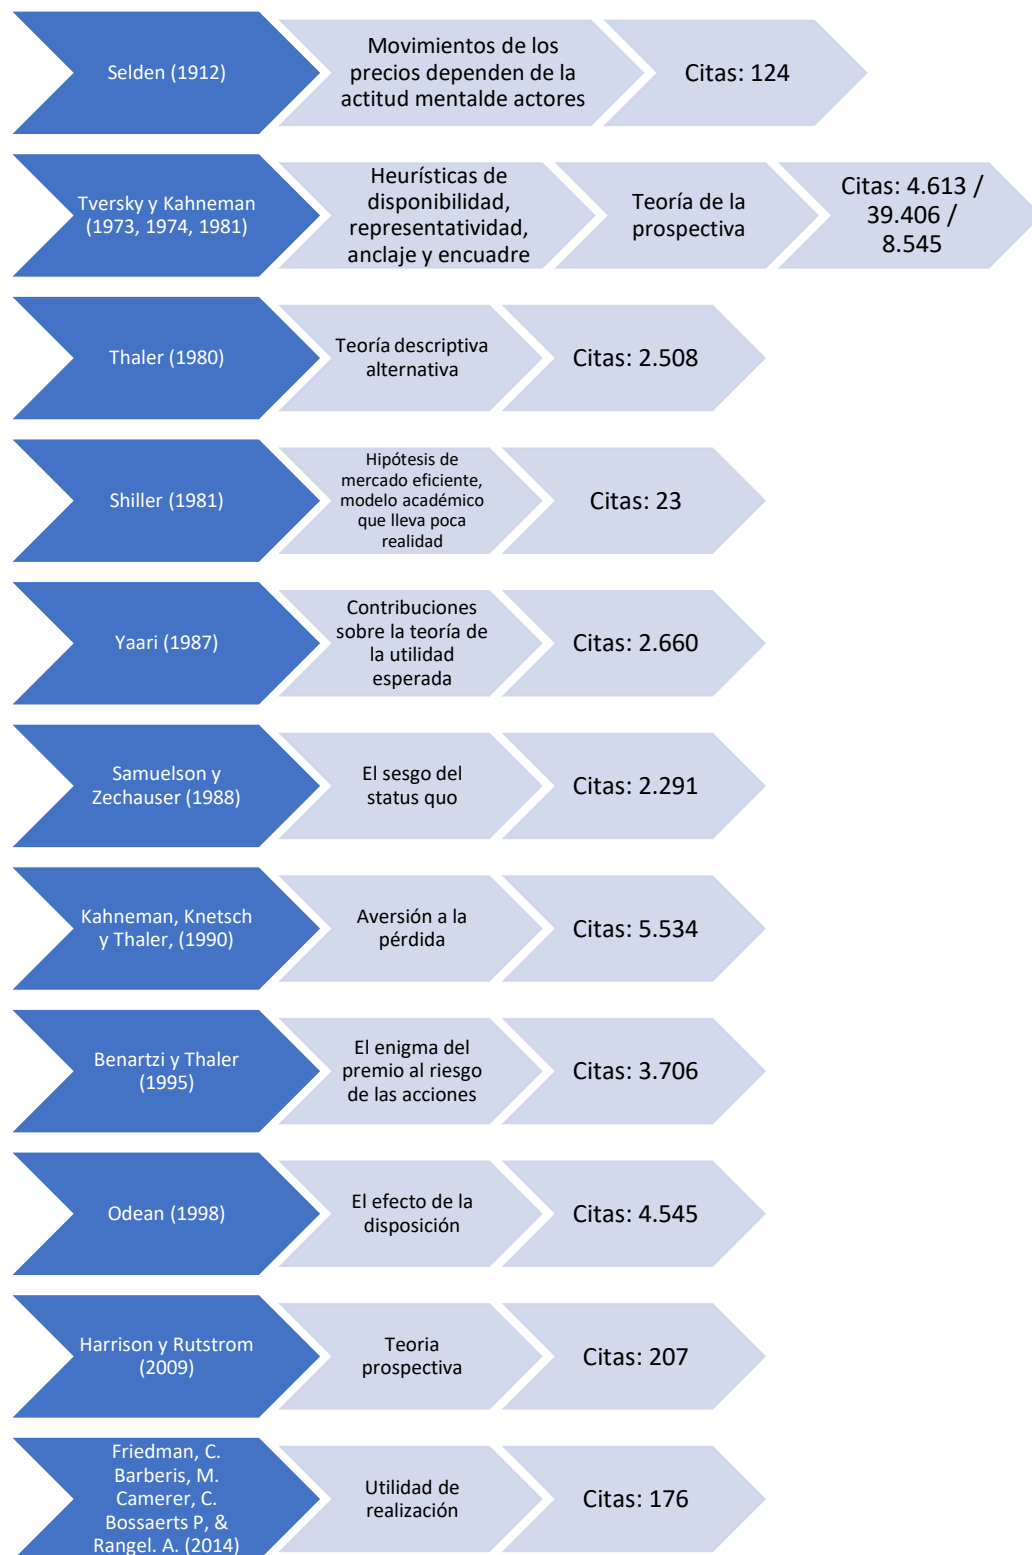 Selden (1912)
Movimientos de los
precios dependen de la
actitud mentalde actores
Citas: 124
Tversky y Kahneman
(1973, 1974, 1981)
Heurísticas de
disponibilidad,
representatividad,
anclaje y encuadre
Teoría de la
prospectiva
Citas: 4.613 /
39.406 /
8.545
Thaler (1980)
Teoría descriptiva
alternativa
Citas: 2.508
Shiller (1981)
Hipótesis de
mercado eficiente,
modelo académico
que lleva poca
realidad
Citas: 23
Yaari (1987)
Contribuciones
sobre la teoría de
la utilidad
esperada
Citas: 2.660
Samuelson y
Zechauser (1988)
El sesgo del
status quo
Citas: 2.291
Kahneman, Knetsch
y Thaler, (1990)
Aversión a la
pérdida
Citas: 5.534
Benartzi y Thaler
(1995)
El enigma del
premio al riesgo
de las acciones
Citas: 3.706
Odean (1998)
El efecto de la
disposición
Citas: 4.545
Harrison y Rutstrom
(2009)
Teoria
prospectiva
Citas: 207
Friedman, C.
Barberis, M.
Camerer, C.
Bossaerts P, &
Rangel. A. (2014)
Utilidad de
realización
Citas: 176